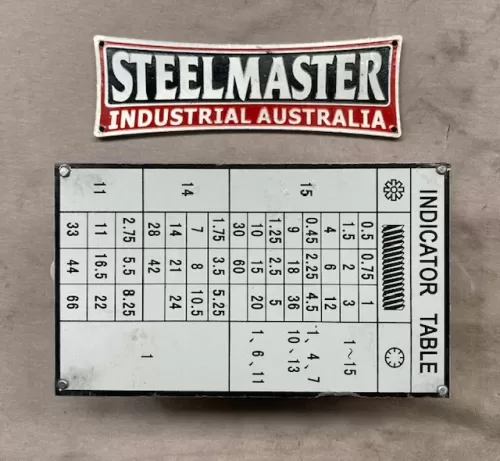 STEELMASTER
INDUSTRIAL AUSTRALIA
INDICATOR TABLE
0.5 0.75 1
1.5 2 3 1~15
4 6 12
15 0.45 2.25 4.5 1、4、7
9 18 36 10、13
1.25 2.5 5
10 15 20 1、6、11
30 60
1.75 3.5 5.25
14 7 8 10.5
14 21 24
28 42 1
2.75 5.5 8.25
11 11 16.5 22
33 44 66